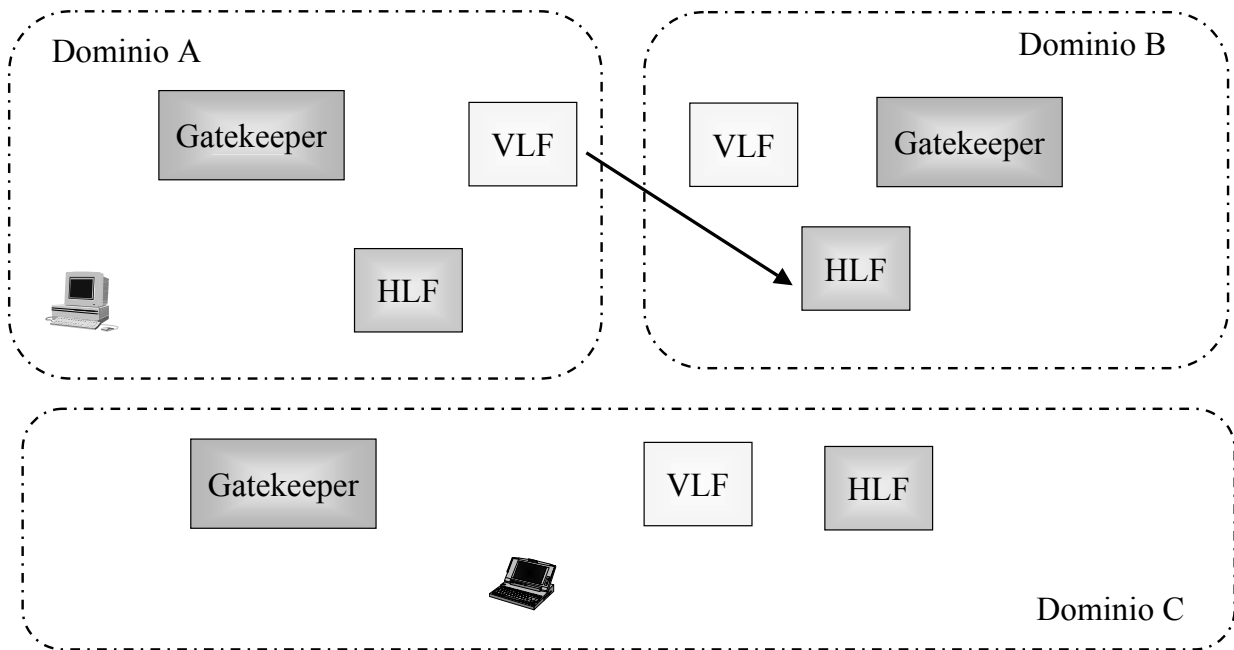 Dominio A
Gatekeeper
VLF
HLF
Dominio B
VLF
Gatekeeper
HLF
Gatekeeper
VLF
HLF
Dominio C